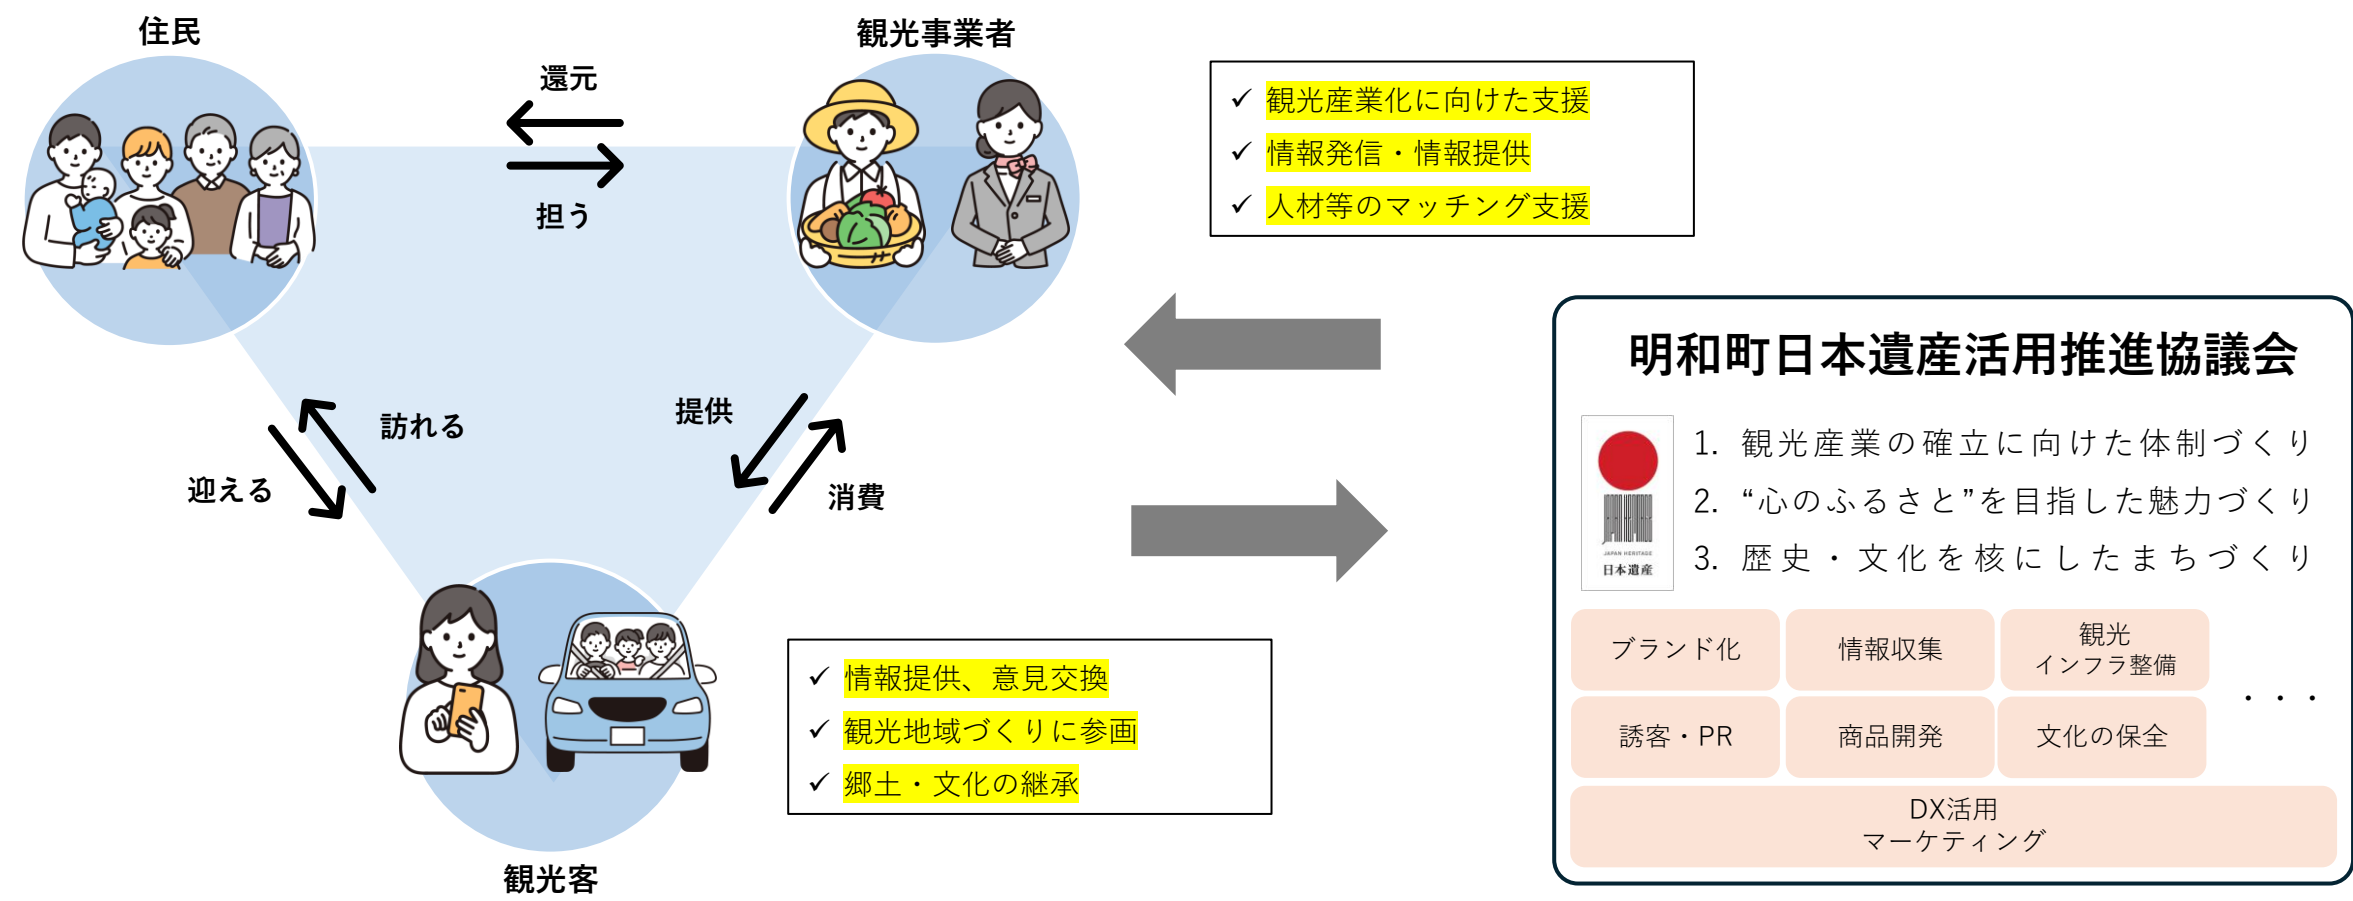 住民
観光事業者
還元
担う
訪れる
迎える
提供
消費
観光客
✓ 観光産業化に向けた支援
✓ 情報発信・情報提供
✓ 人材等のマッチング支援
✓ 情報提供、意見交換
✓ 観光地域づくりに参画
✓ 郷土・文化の継承
明和町日本遺産活用推進協議会
JAPAN HERITAGE
日本遺産
1. 観光産業の確立に向けた体制づくり
2. “心のふるさと”を目指した魅力づくり
3. 歴史・文化を核にしたまちづくり
ブランド化
情報収集
観光
インフラ整備
誘客・PR
商品開発
文化の保全
・・・
DX活用
マーケティング